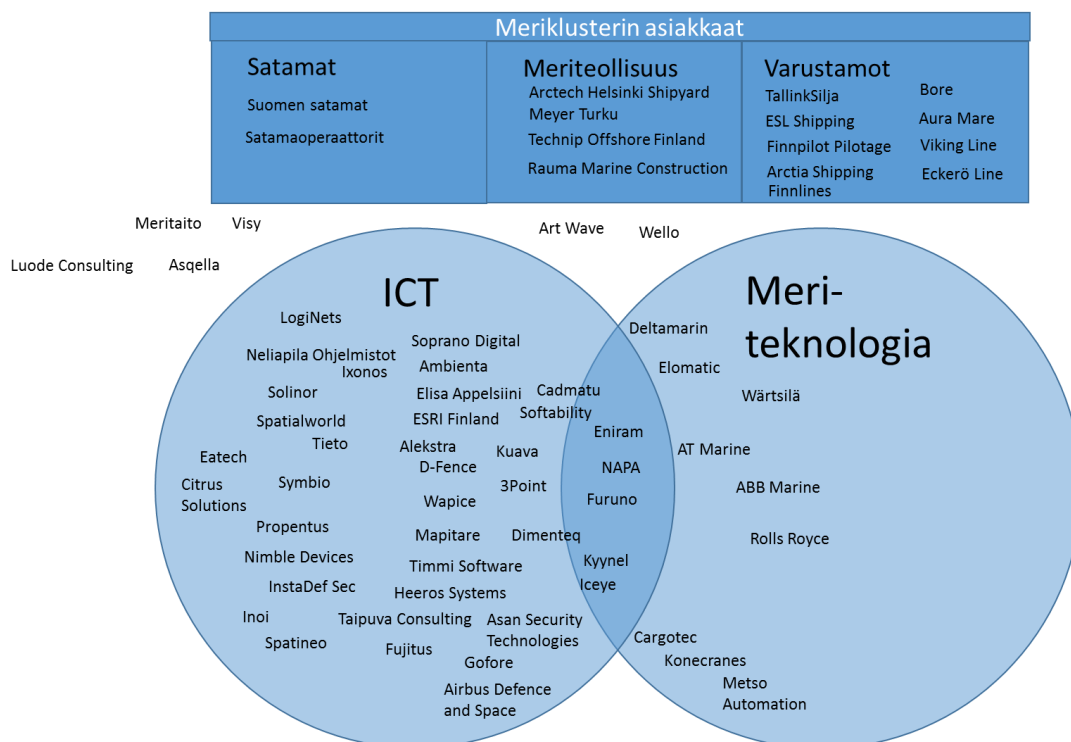 Meriklusterin asiakkaat
Satamat
Suomen satamat
Satamaoperaattorit
Meriteollisuus
Arctech Helsinki Shipyard
Meyer Turku
Technip Offshore Finland
Rauma Marine Construction
Varustamot
TallinkSilja
ESL Shipping
Finnpilot Pilotage
Arctia Shipping
Finnlines
Bore
Aura Mare
Viking Line
Eckerö Line
Meritaito
Visy
Luode Consulting
Asqella
Art Wave
Wello
ICT
LogiNets
Neliapila Ohjelmistot
Ixonos
Solinor
Spatialworld
Tieto
Eatech
Citrus
Solutions
Symbio
Propentus
Nimble Devices
InstaDef Sec
Inoi
Spatineo
Soprano Digital
Ambienta
Elisa Appelsiini
ESRI Finland
Alekstra
D-Fence
Wapice
Mapitare
Timmi Software
Heeros Systems
Taipuva Consulting
Fujitus
Cadmatu
Softability
Kuava
3Point
Dimenteq
Asan Security
Technologies
Gofore
Airbus Defence
and Space
Eniram
NAPA
Furuno
Kyynel
Iceye
Meri-
teknologia
Deltamarin
Elomatic
Wärtsilä
AT Marine
ABB Marine
Rolls Royce
Cargotec
Konecranes
Metso
Automation